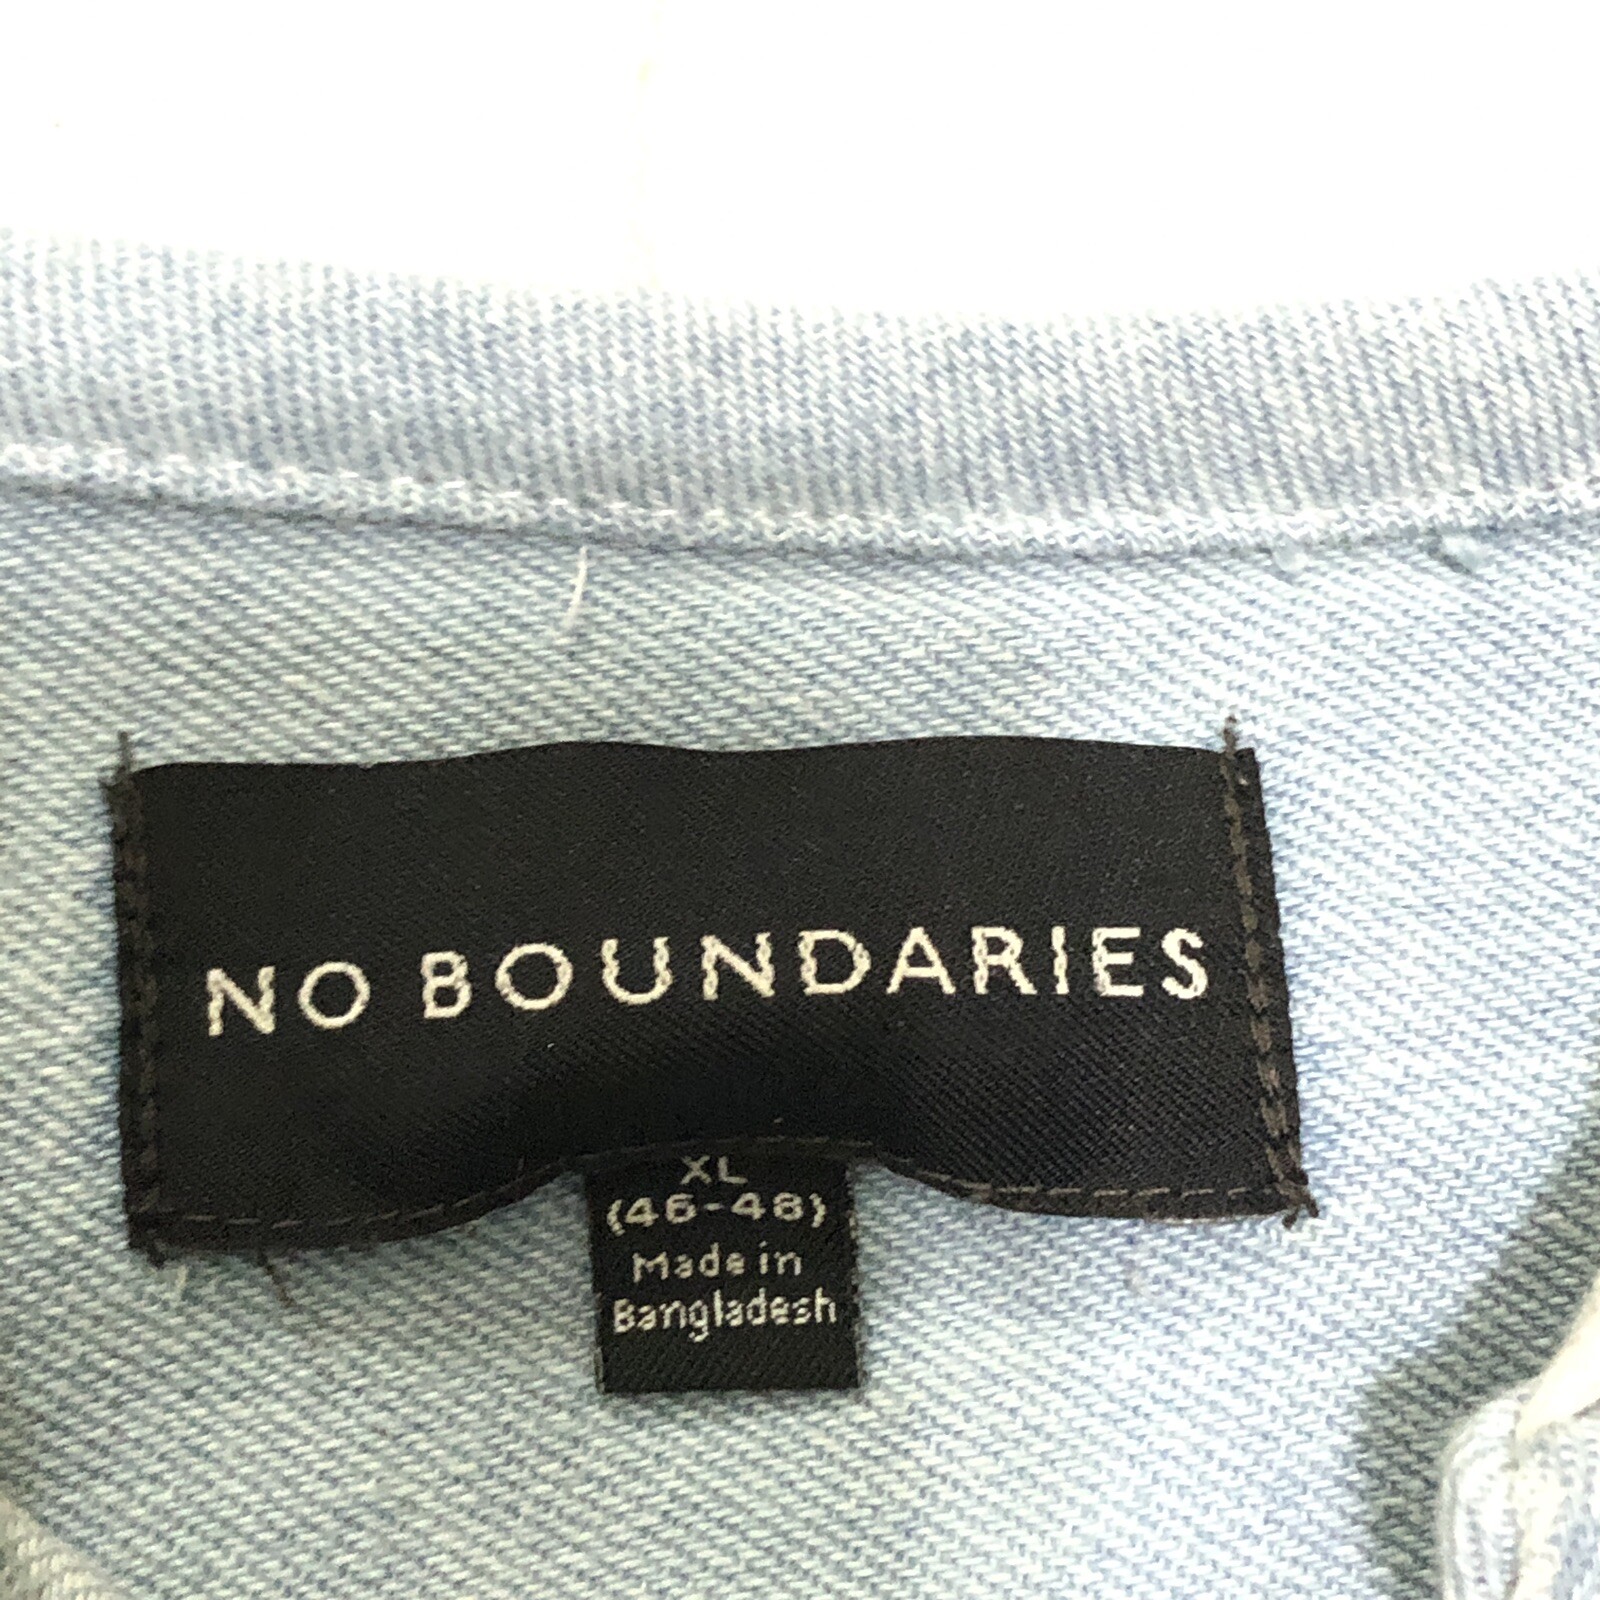 NO BOUNDARIES
XL
(46-48)
Made in
Bangladesh